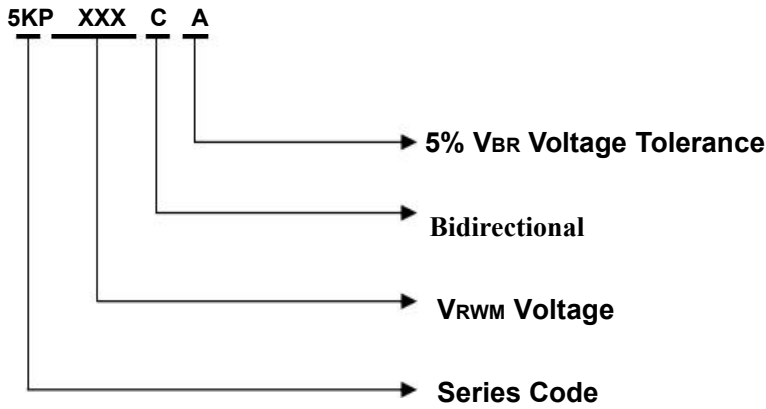 5KP XXX C A
5% VBR Voltage Tolerance
Bidirectional
VRWM Voltage
Series Code